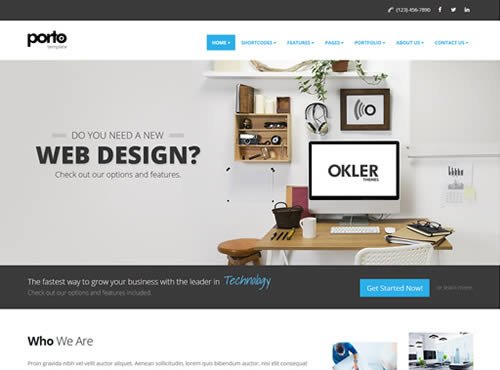 (123) 456-7890
porto
template
HOME SHORTCODES FEATURES PAGES PORTFOLIO ABOUT US CONTACT US
DO YOU NEED A NEW
WEB DESIGN?
Check out our options and features.
OKLER
THEMES
The fastest way to grow your business with the leader in Technology
Check out our options and features included.
Get Started Now! or learn more.
Who We Are
Proin gravida nibh vel velit auctor aliquet. Aenean sollicitudin, lorem quis bibendum auctor, nisi elit consequat